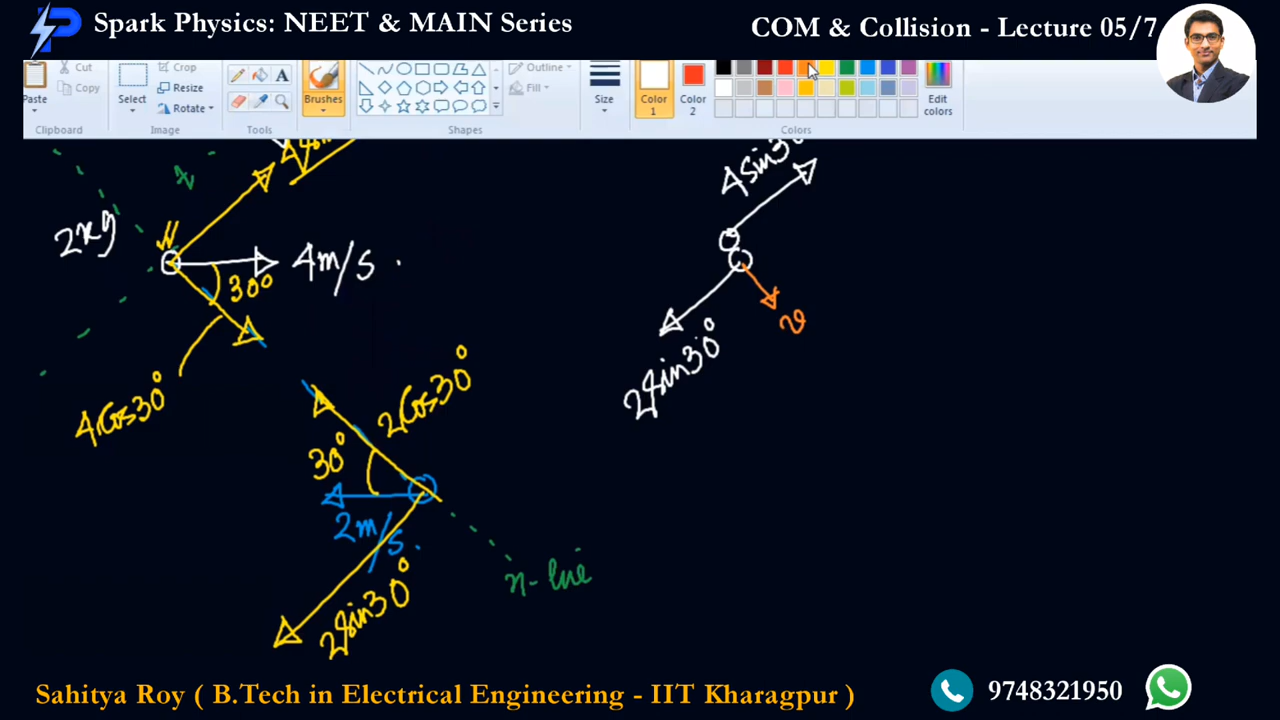 Spark Physics: NEET & MAIN Series
COM & Collision - Lecture 05/7
Paste
Cut
Copy
Clipboard
Select
Crop
Resize
Rotate
Image
Tools
Brushes
Shapes
Outline
Fill
Size
Color 1
Color 2
Colors
Edit colors
2kg
4m/s
30°
4Cos30°
2Cos30°
30°
2m/s
2Sin30°
n-line
4sin30
2Sin30°
v
Sahitya Roy ( B.Tech in Electrical Engineering - IIT Kharagpur )
9748321950